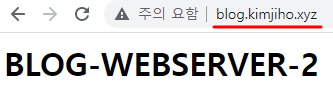 주의 요함 | blog.kimjiho.xyz
BLOG-WEBSERVER-2